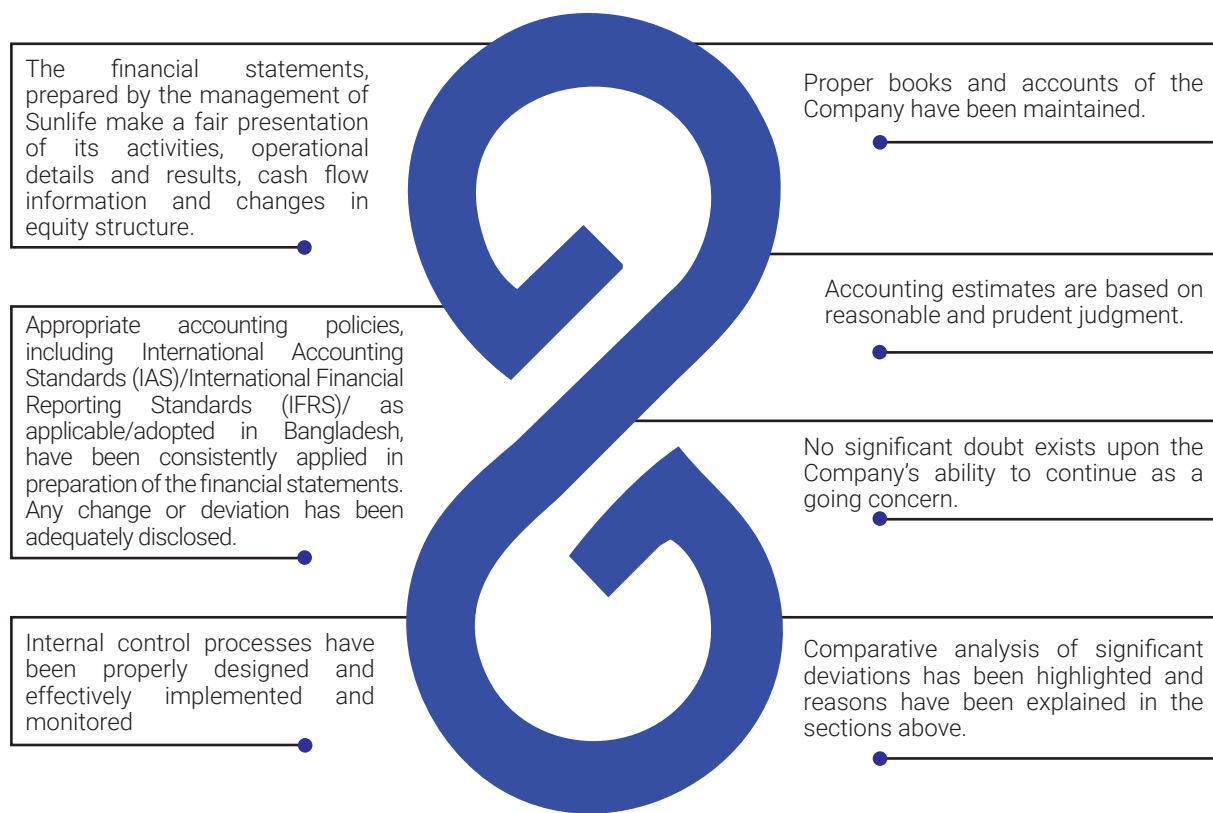 The financial statements,
prepared by the management of
Sunlife make a fair presentation
of its activities, operational
details and results, cash flow
information and changes in
equity structure.
Appropriate accounting policies,
including International Accounting
Standards (IAS)/International Financial
Reporting Standards (IFRS)/ as
applicable/adopted in Bangladesh,
have been consistently applied in
preparation of the financial statements.
Any change or deviation has been
adequately disclosed.
Internal control processes have
been properly designed and
effectively implemented and
monitored
Proper books and accounts of the
Company have been maintained.
Accounting estimates are based on
reasonable and prudent judgment.
No significant doubt exists upon the
Company's ability to continue as a
going concern.
Comparative analysis of significant
deviations has been highlighted and
reasons have been explained in the
sections above.